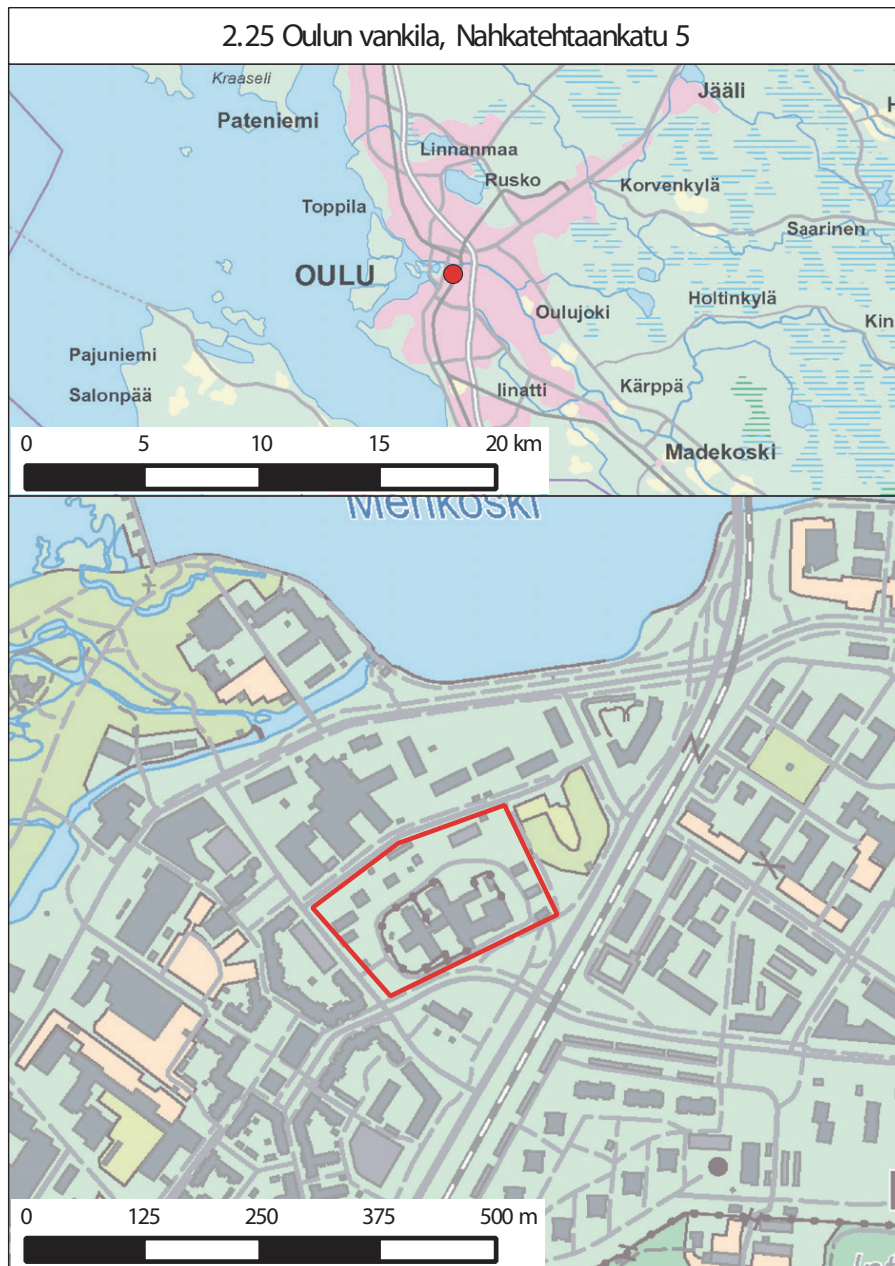 2.25 Oulun vankila, Nahkatehtaankatu 5
Kraaseli
Jääli
Pateniemi
Linnanmaa
Rusko
Korvenkylä
Toppila
Saarinen
OULU
Oulujoki
Holtinkylä
Kin
Pajuniemi
Salonpää
Iinatti
Kärppä
Madekoski
0 5 10 15 20 km
Merikoski
0 125 250 375 500 m